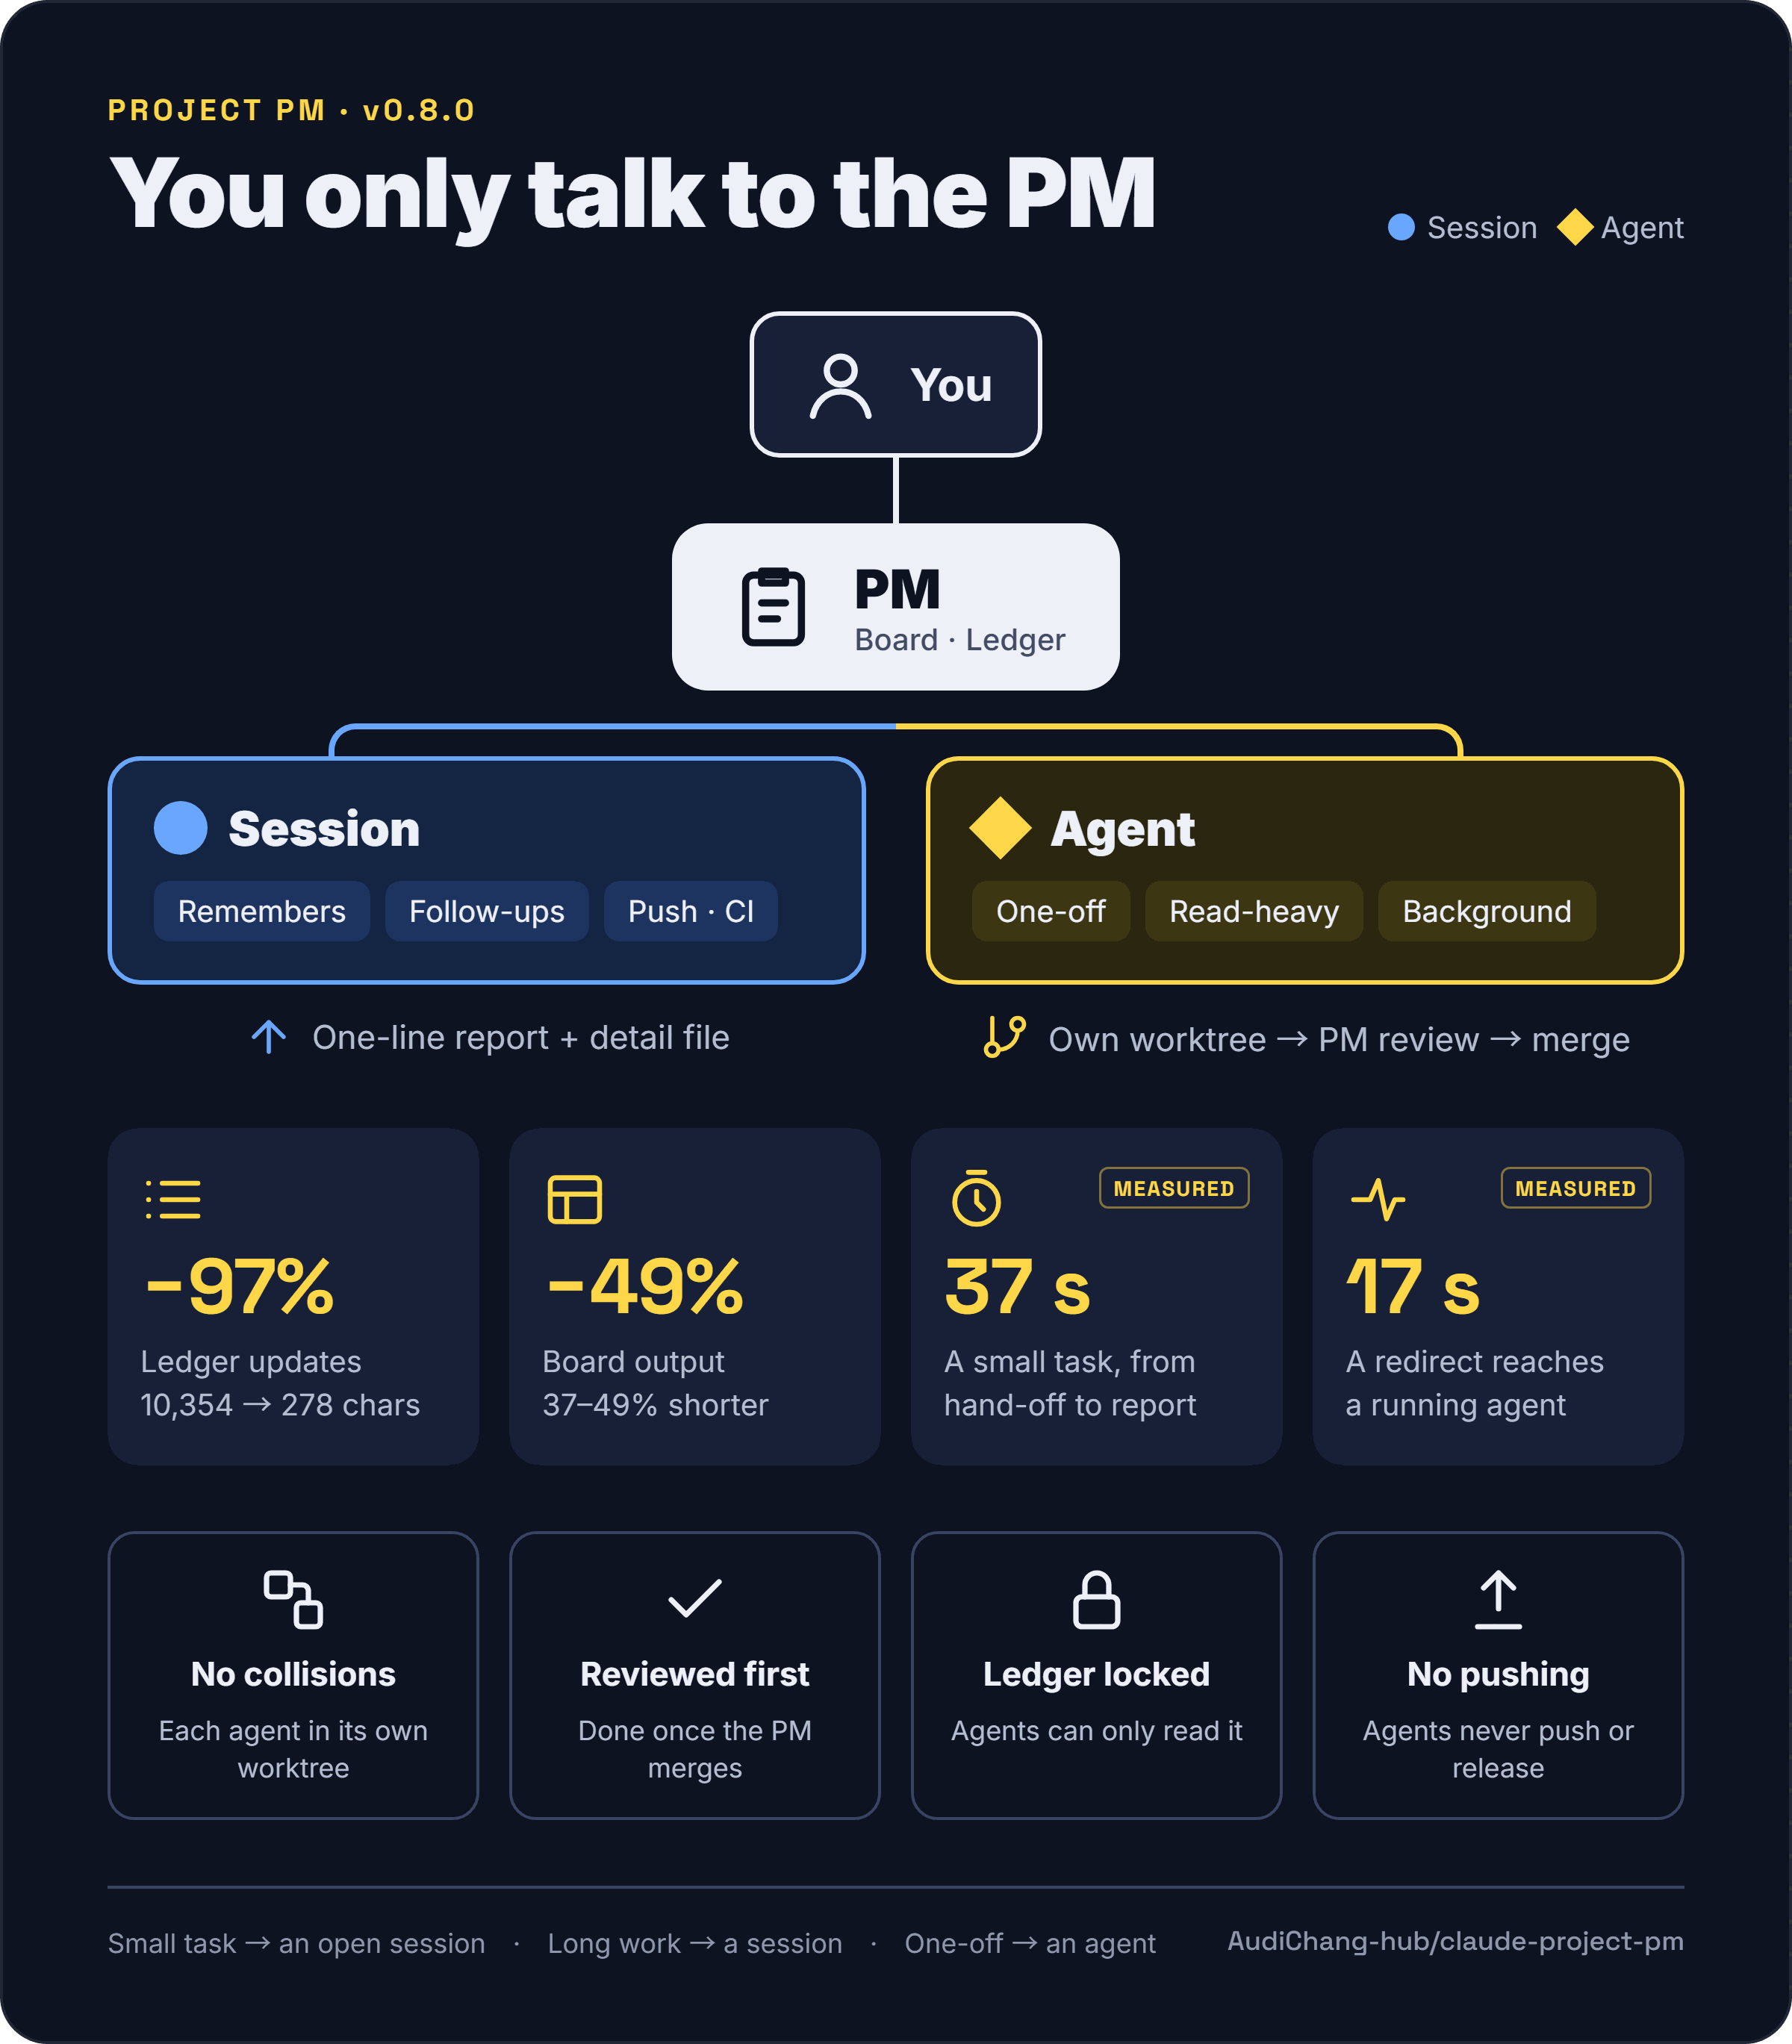 PROJECT PM · v0.8.0
You only talk to the PM
Session
Agent
You
PM
Board · Ledger
Session
Remembers
Follow-ups
Push · CI
Agent
One-off
Read-heavy
Background
One-line report + detail file
Own worktree → PM review → merge
−97%
Ledger updates
10,354 → 278 chars
−49%
Board output
37–49% shorter
MEASURED
37 s
A small task, from
hand-off to report
MEASURED
17 s
A redirect reaches
a running agent
No collisions
Each agent in its own
worktree
Reviewed first
Done once the PM
merges
Ledger locked
Agents can only read it
No pushing
Agents never push or
release
Small task → an open session · Long work → a session · One-off → an agent
AudiChang-hub/claude-project-pm